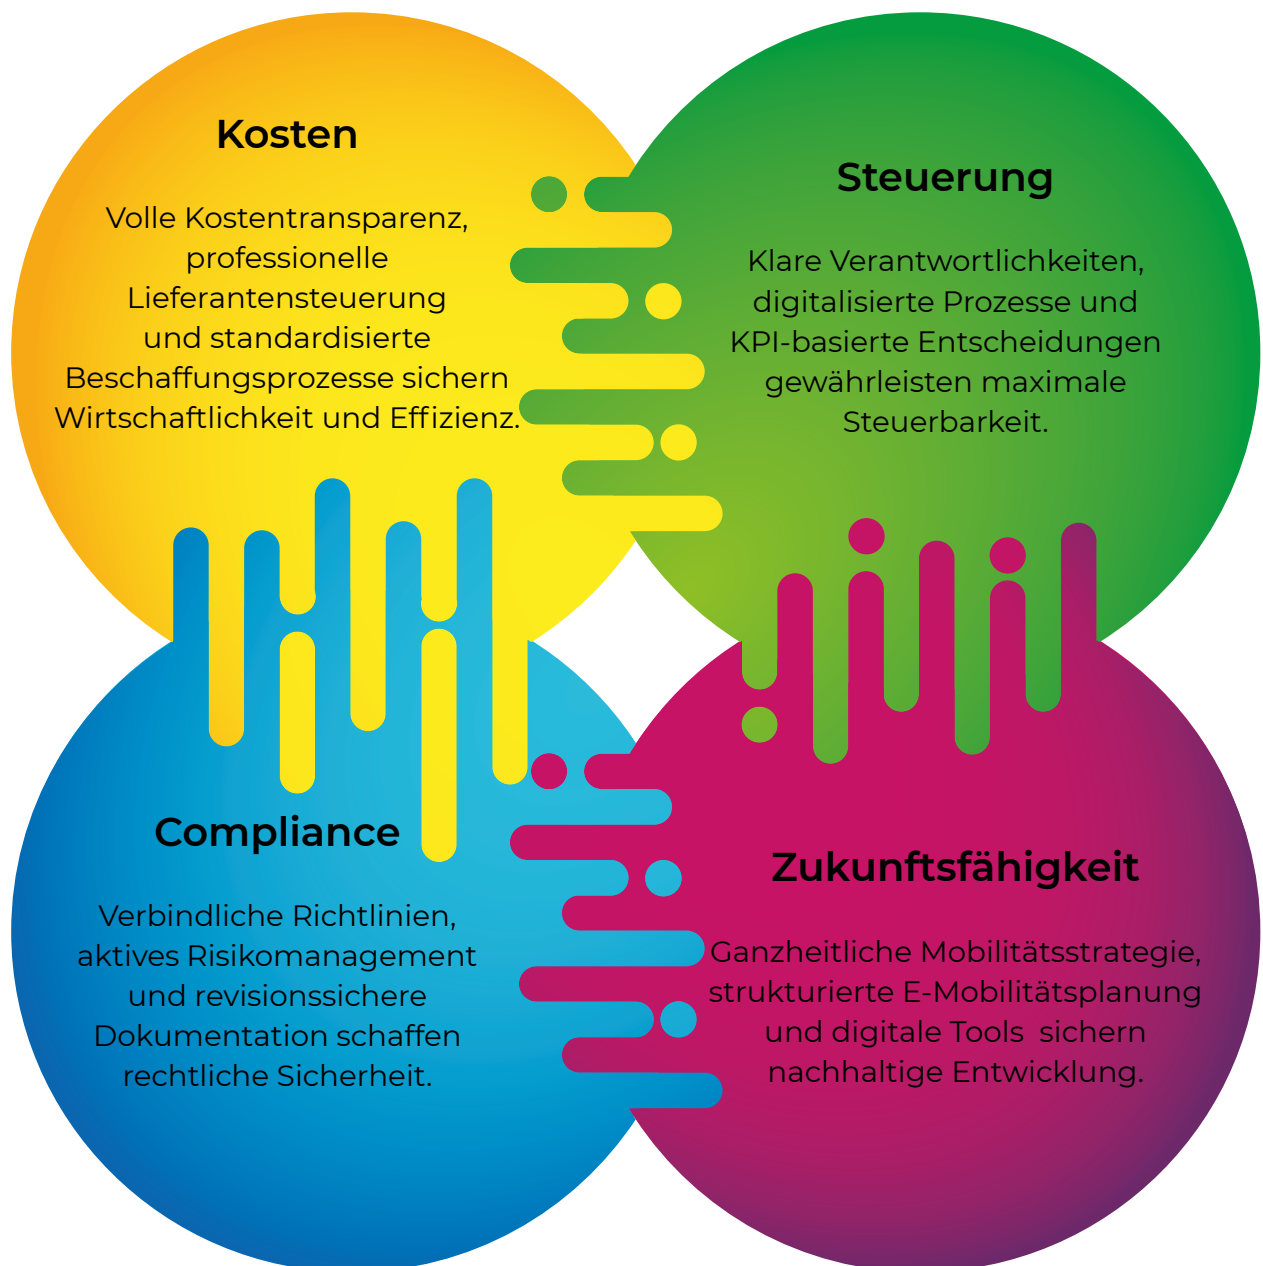 Kosten
Volle Kostentransparenz,
professionelle
Lieferantensteuerung
und standardisierte
Beschaffungsprozesse sichern
Wirtschaftlichkeit und Effizienz.
Steuerung
Klare Verantwortlichkeiten,
digitalisierte Prozesse und
KPI-basierte Entscheidungen
gewährleisten maximale
Steuerbarkeit.
Compliance
Verbindliche Richtlinien,
aktives Risikomanagement
und revisionssichere
Dokumentation schaffen
rechtliche Sicherheit.
Zukunftsfähigkeit
Ganzheitliche Mobilitätsstrategie,
strukturierte E-Mobilitätsplanung
und digitale Tools  sichern
nachhaltige Entwicklung.